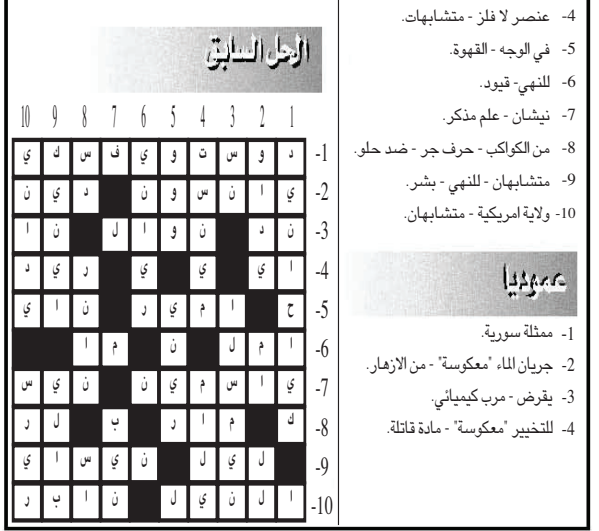 4- عنصر لا فلز - متشابهات.
5- في الوجه - القهوة.
6- للنهي- قيود.
7- نيشان - علم مذكر.
8- من الكواكب - حرف جر - ضد حلو.
9- متشابهان - للنهي - بشر.
10- ولاية امريكية - متشابهان.
عموديا
1- ممثلة سورية.
2- جريان الماء "معكوسة" - من الازهار.
3- يقرض - مرب كيميائي.
4- للتخيير "معكوسة" - مادة قاتلة.
الحل السابق
1 2 3 4 5 6 7 8 9 10
1- د و س ت و ي ف س ك ي
2- ي ا ن س و ن د ي ن
3- ن د ن و ا ل ن ا
4- ا ي ي ي ر ي د
5- ح ا م ي ر ن ا ي
6- ا م ل ن م ا
7- ي ا س م ي ن ن ي س
8- ك م ا ر ب ل ر
9- ل ي ل ن ي س ا ي
10- ا ل ن ي ل ن ا ب ر